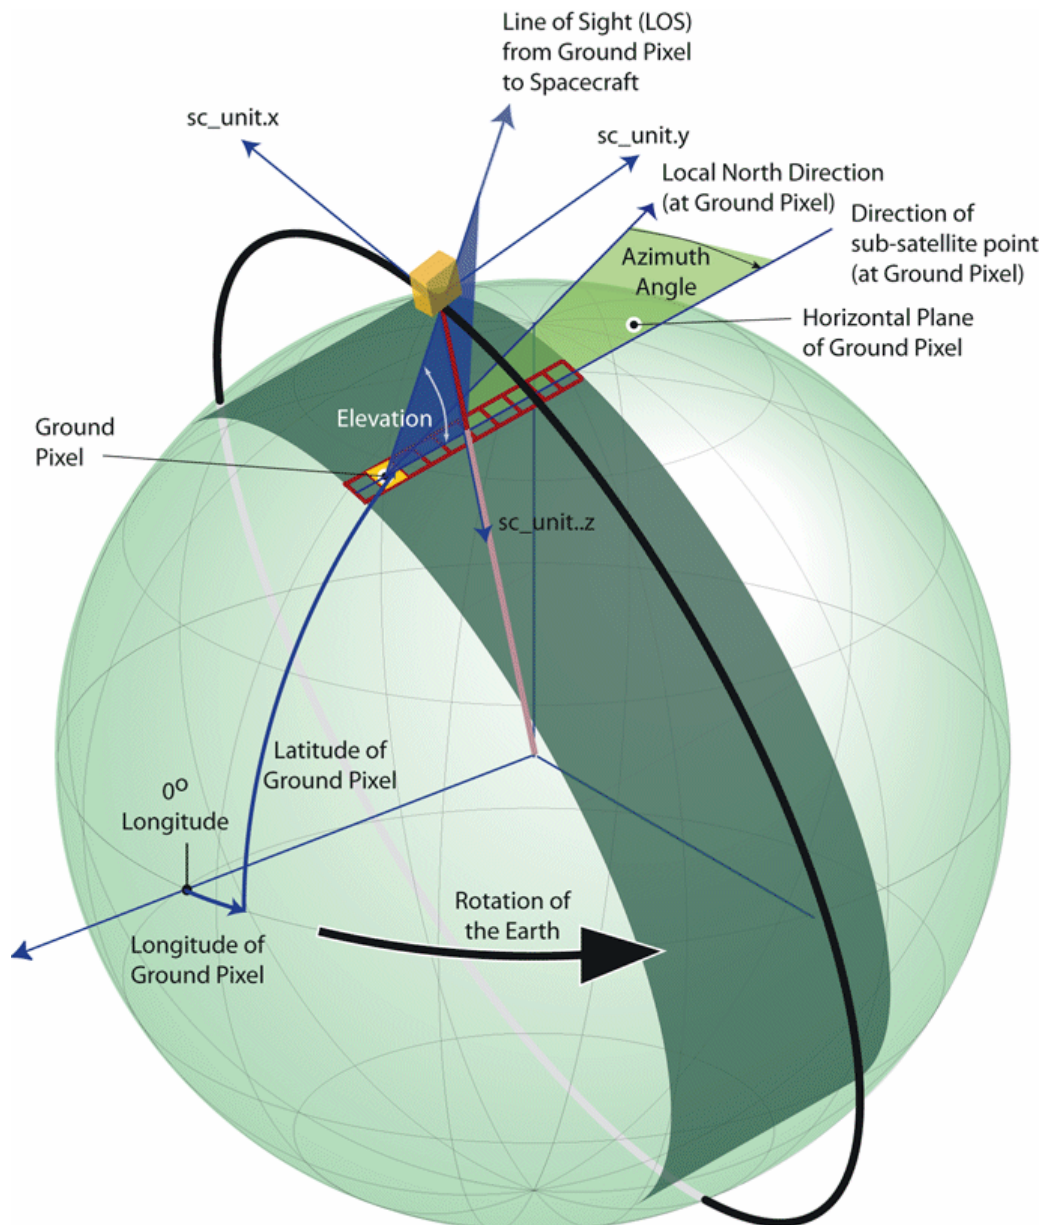 Line of Sight (LOS)
from Ground Pixel
to Spacecraft
sc_unit.x
sc_unit.y
Local North Direction
(at Ground Pixel)
Direction of
sub-satellite point
(at Ground Pixel)
Azimuth
Angle
Horizontal Plane
of Ground Pixel
Elevation
Ground
Pixel
sc_unit..z
Latitude of
Ground Pixel
0º
Longitude
Rotation of
the Earth
Longitude of
Ground Pixel